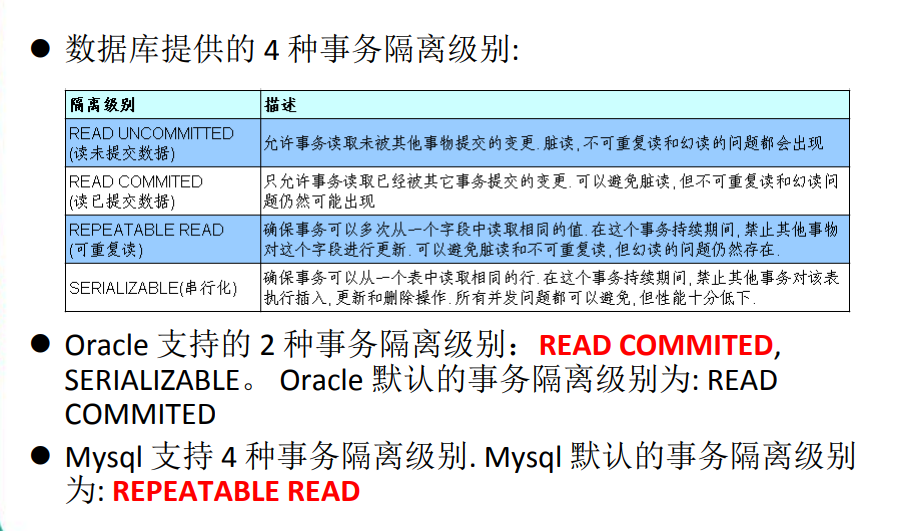 ● 数据库提供的 4 种事务隔离级别:
隔离级别 描述
READ UNCOMMITTED
(读未提交数据)
允许事务读取未被其他事物提交的变更.脏读,不可重复读和幻读的问题都会出现
READ COMMITED
(读已提交数据)
只允许事务读取已经被其它事务提交的变更.可以避免脏读,但不可重复读和幻读问
题仍然可能出现
REPEATABLE READ
(可重复读)
确保事务可以多次从一个字段中读取相同的值.在这个事务持续期间,禁止其他事物
对这个字段进行更新.可以避免脏读和不可重复读,但幻读的问题仍然存在.
SERIALIZABLE(串行化)
确保事务可以从一个表中读取相同的行.在这个事务持续期间,禁止其他事务对该表
执行插入,更新和删除操作.所有并发问题都可以避免,但性能十分低下.
● Oracle 支持的 2 种事务隔离级别：READ COMMITED,
SERIALIZABLE。 Oracle 默认的事务隔离级别为: READ
COMMITED
● Mysql 支持 4 种事务隔离级别. Mysql 默认的事务隔离级别
为: REPEATABLE READ